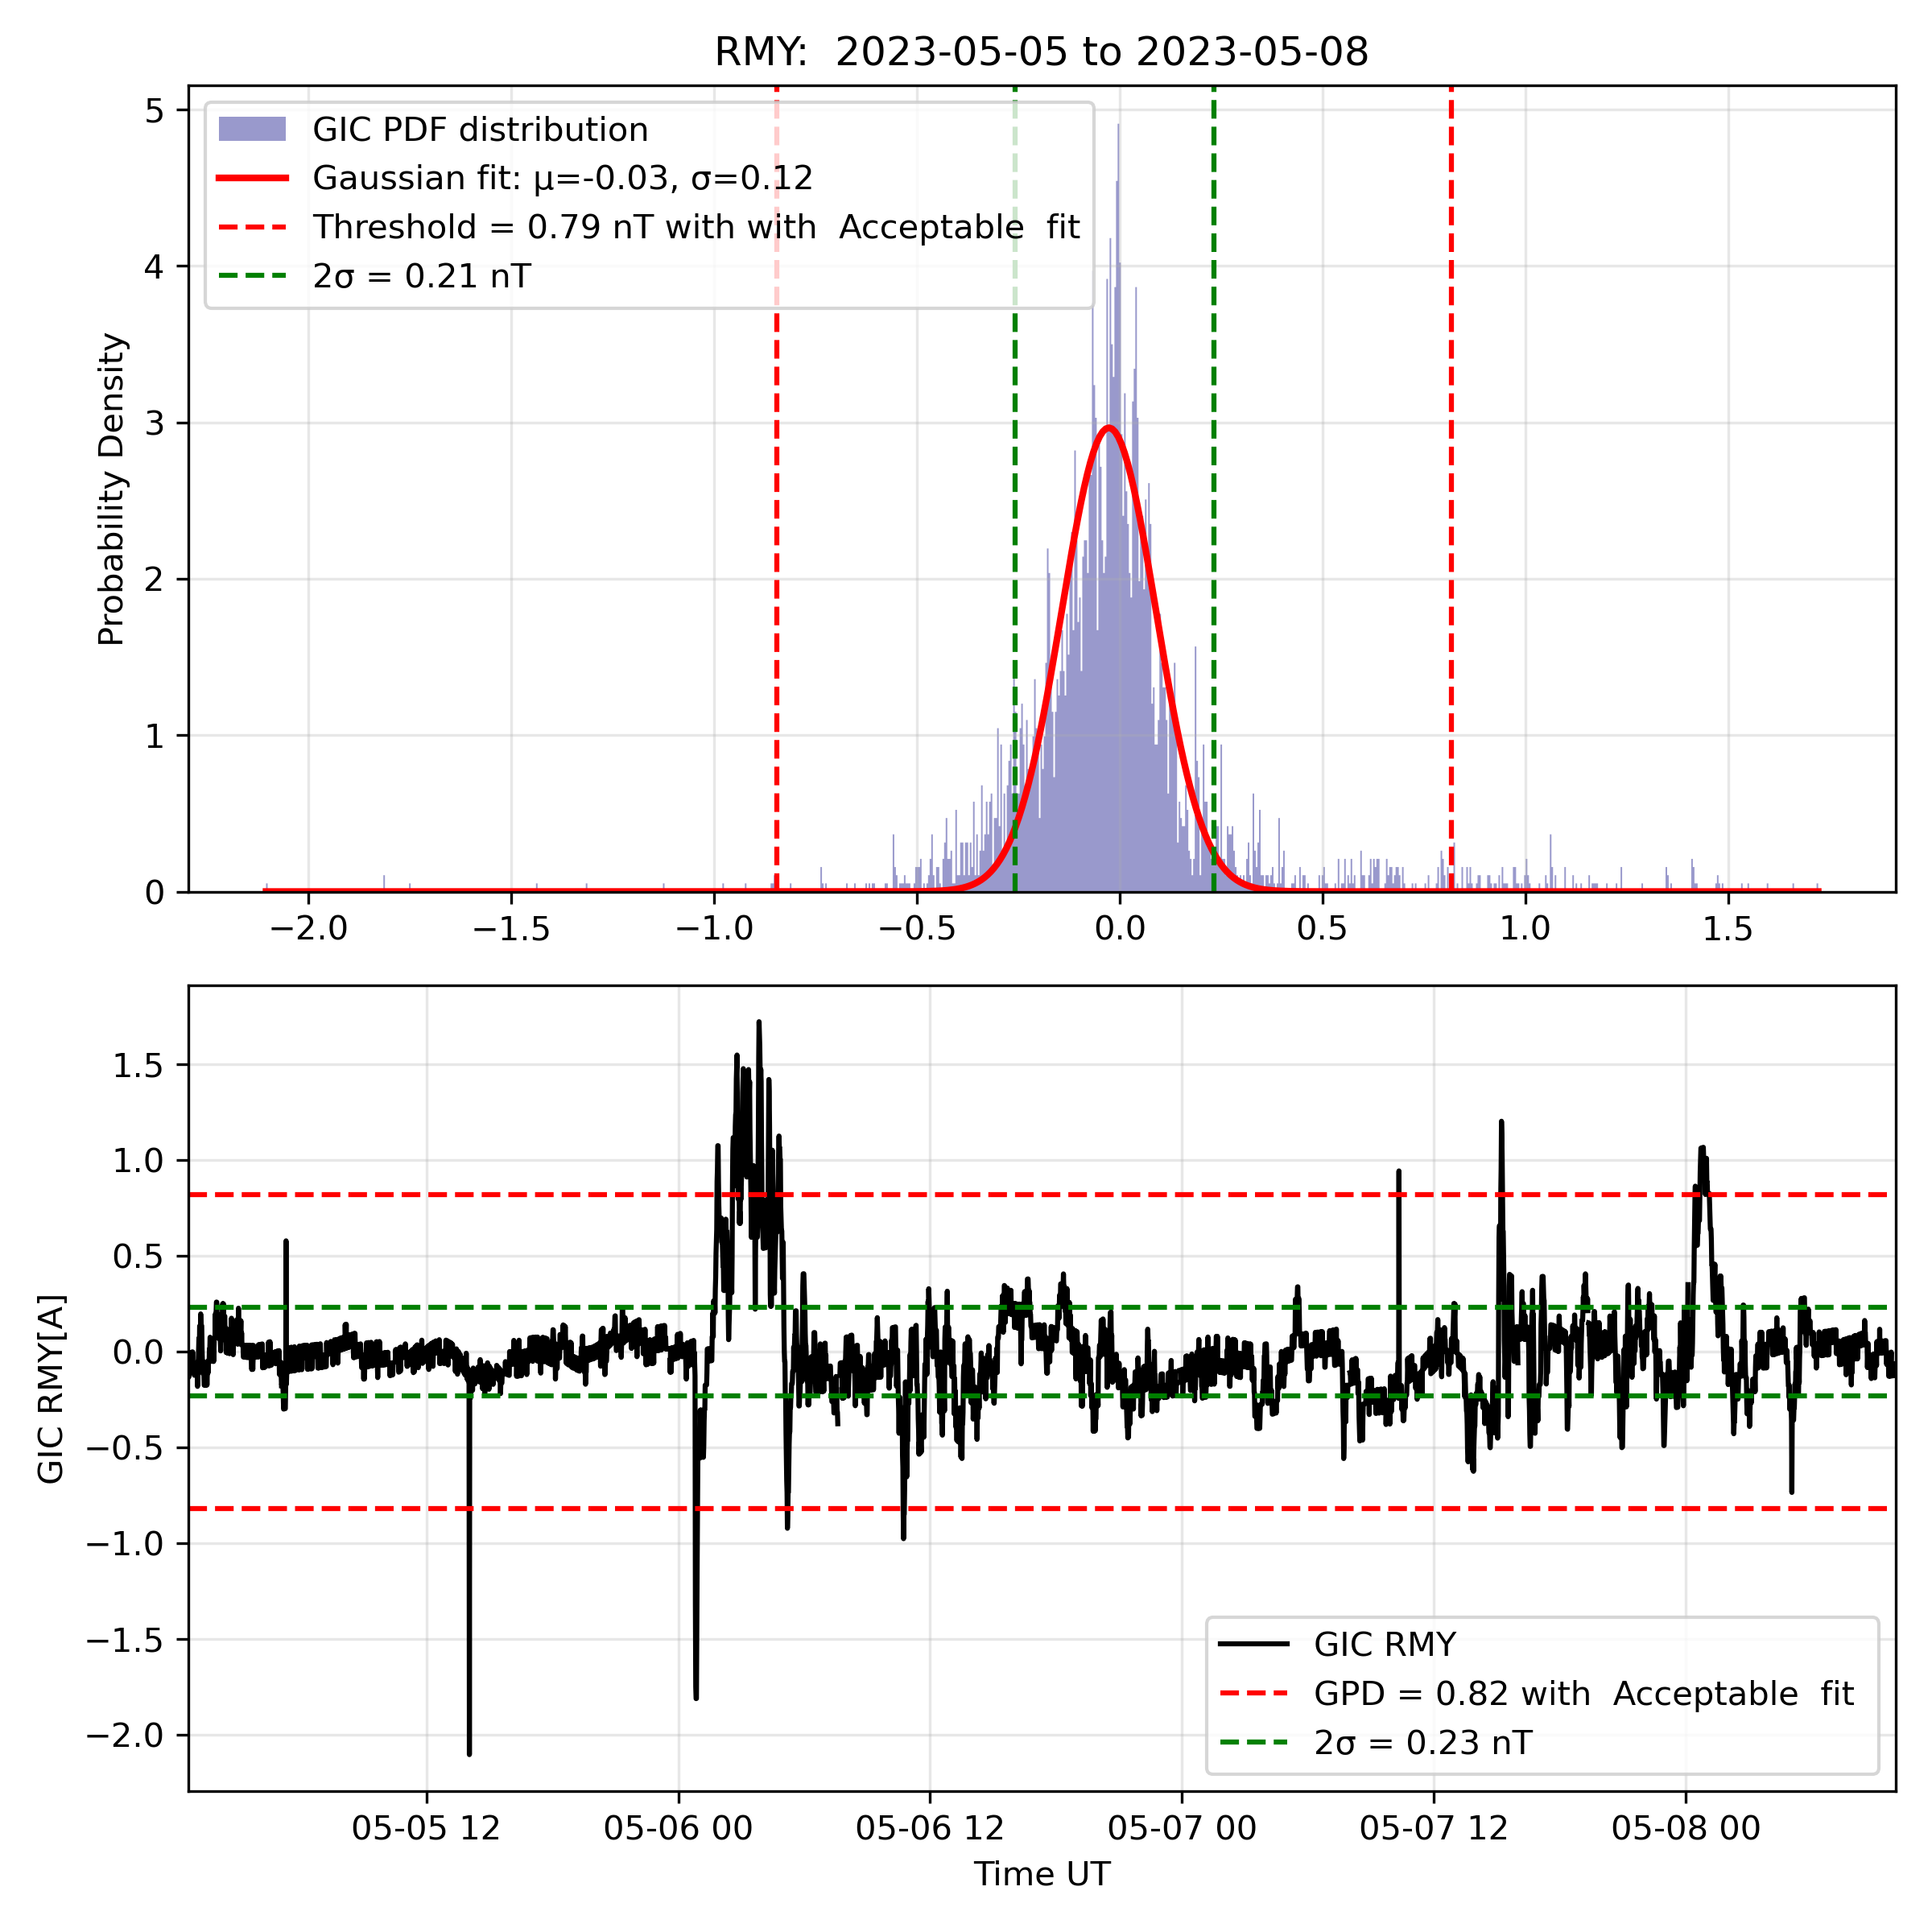 RMY:  2023-05-05 to 2023-05-08
GIC PDF distribution
Gaussian fit: μ=-0.03, σ=0.12
Threshold = 0.79 nT with with  Acceptable  fit
2σ = 0.21 nT
Probability Density
5
4
3
2
1
0
−2.0 −1.5 −1.0 −0.5 0.0 0.5 1.0 1.5
GIC RMY[A]
1.5
1.0
0.5
0.0
−0.5
−1.0
−1.5
−2.0
GIC RMY
GPD = 0.82 with  Acceptable  fit
2σ = 0.23 nT
05-05 12 05-06 00 05-06 12 05-07 00 05-07 12 05-08 00
Time UT